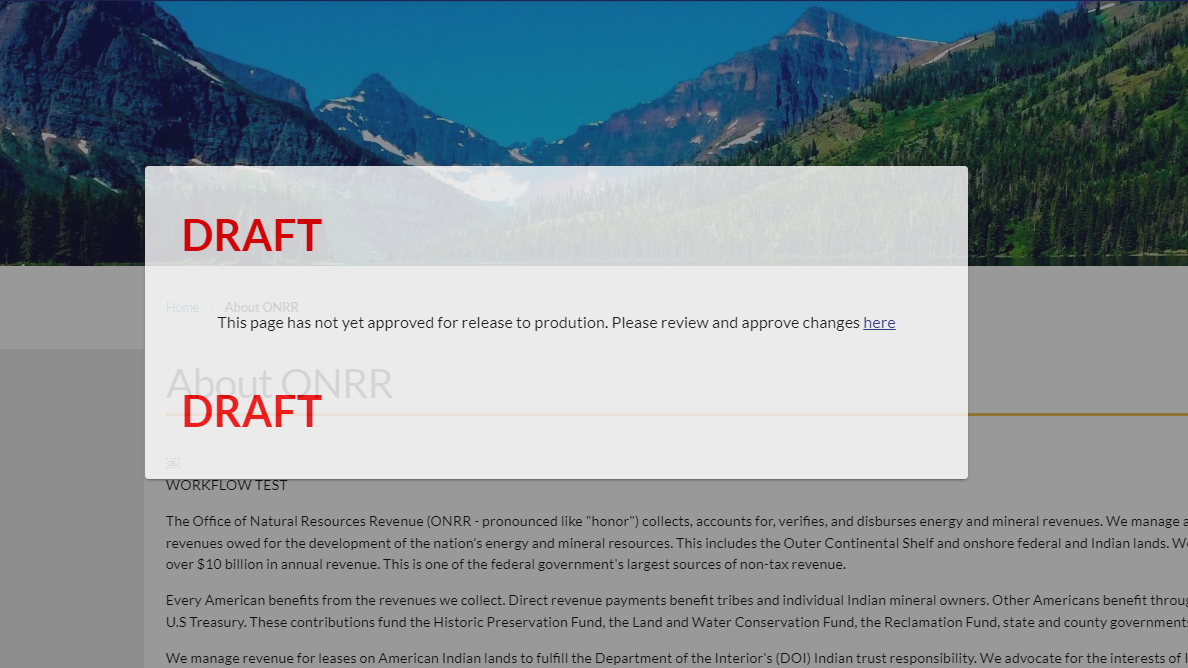 DRAFT
Home | About ONRR
This page has not yet approved for release to prodution. Please review and approve changes here
About ONRR
DRAFT
WORKFLOW TEST
The Office of Natural Resources Revenue (ONRR - pronounced like "honor") collects, accounts for, verifies, and disburses energy and mineral revenues. We manage a
revenues owed for the development of the nation's energy and mineral resources. This includes the Outer Continental Shelf and onshore federal and Indian lands.
over $10 billion in annual revenue. This is one of the federal government's largest sources of non-tax revenue.
Every American benefits from the revenues we collect. Direct revenue payments benefit tribes and individual Indian mineral owners. Other Americans benefit
U.S Treasury. These contributions fund the Historic Preservation Fund, the Land and Water Conservation Fund, the Reclamation Fund, state and county
We manage revenue for leases on American Indian lands to fulfill the Department of the Interior's (DOI) Indian trust responsibility. We advocate for the interests of